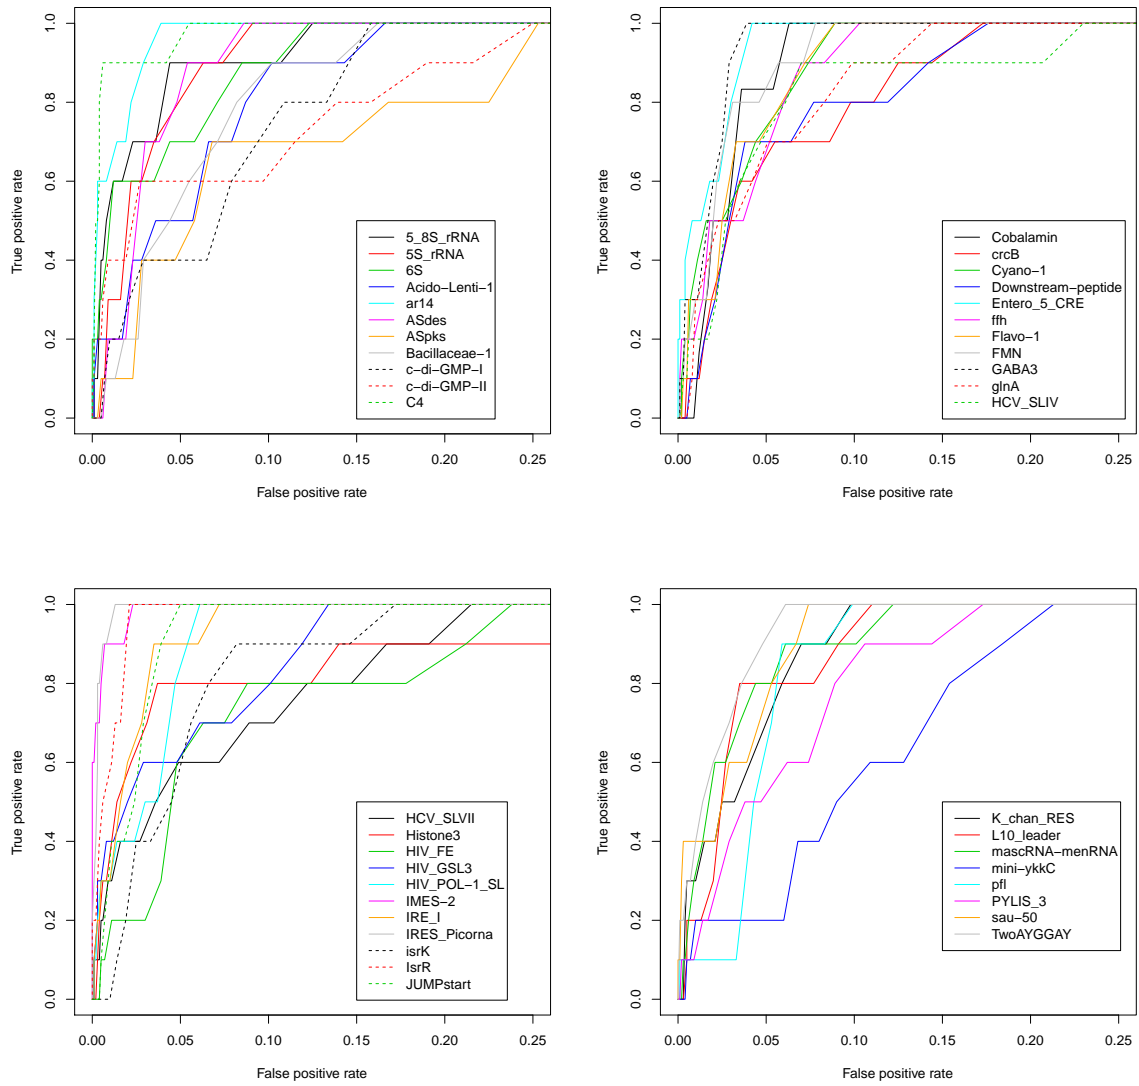 True positive rate
1.0
0.8
0.6
0.4
0.2
0.0
5_8S_rRNA
5S_rRNA
6S
Acido−Lenti−1
ar14
ASdes
ASpks
Bacillaceae−1
c−di−GMP−I
c−di−GMP−II
C4
0.00 0.05 0.10 0.15 0.20 0.25
False positive rate
True positive rate
1.0
0.8
0.6
0.4
0.2
0.0
Cobalamin
crcB
Cyano−1
Downstream−peptide
Entero_5_CRE
ffh
Flavo−1
FMN
GABA3
glnA
HCV_SLIV
0.00 0.05 0.10 0.15 0.20 0.25
False positive rate
True positive rate
1.0
0.8
0.6
0.4
0.2
0.0
HCV_SLVII
Histone3
HIV_FE
HIV_GSL3
HIV_POL−1_SL
IMES−2
IRE_I
IRES_Picorna
isrK
IsrR
JUMPstart
0.00 0.05 0.10 0.15 0.20 0.25
False positive rate
True positive rate
1.0
0.8
0.6
0.4
0.2
0.0
K_chan_RES
L10_leader
mascRNA−menRNA
mini−ykkC
pfl
PYLIS_3
sau−50
TwoAYGGAY
0.00 0.05 0.10 0.15 0.20 0.25
False positive rate